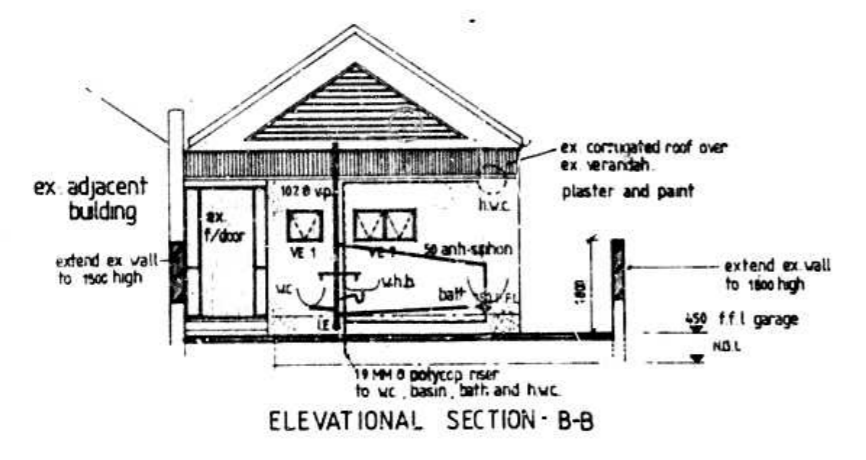 ex. corrugated roof over
ex. verandah.
plaster and paint
ex. adjacent
building
102 Ø v.p.
h.w.c.
ex.
f/door
VE 1
50 anti-siphon
extend ex. wall
to 1500 high
w.c
w.h.b.
bath
1800
extend ex. wall
to 1800 high
450 f.f.l garage
I.E
N.G.L
19 MM Ø polycop riser
to w.c, basin, bath and h.w.c.
ELEVATIONAL SECTION - B-B